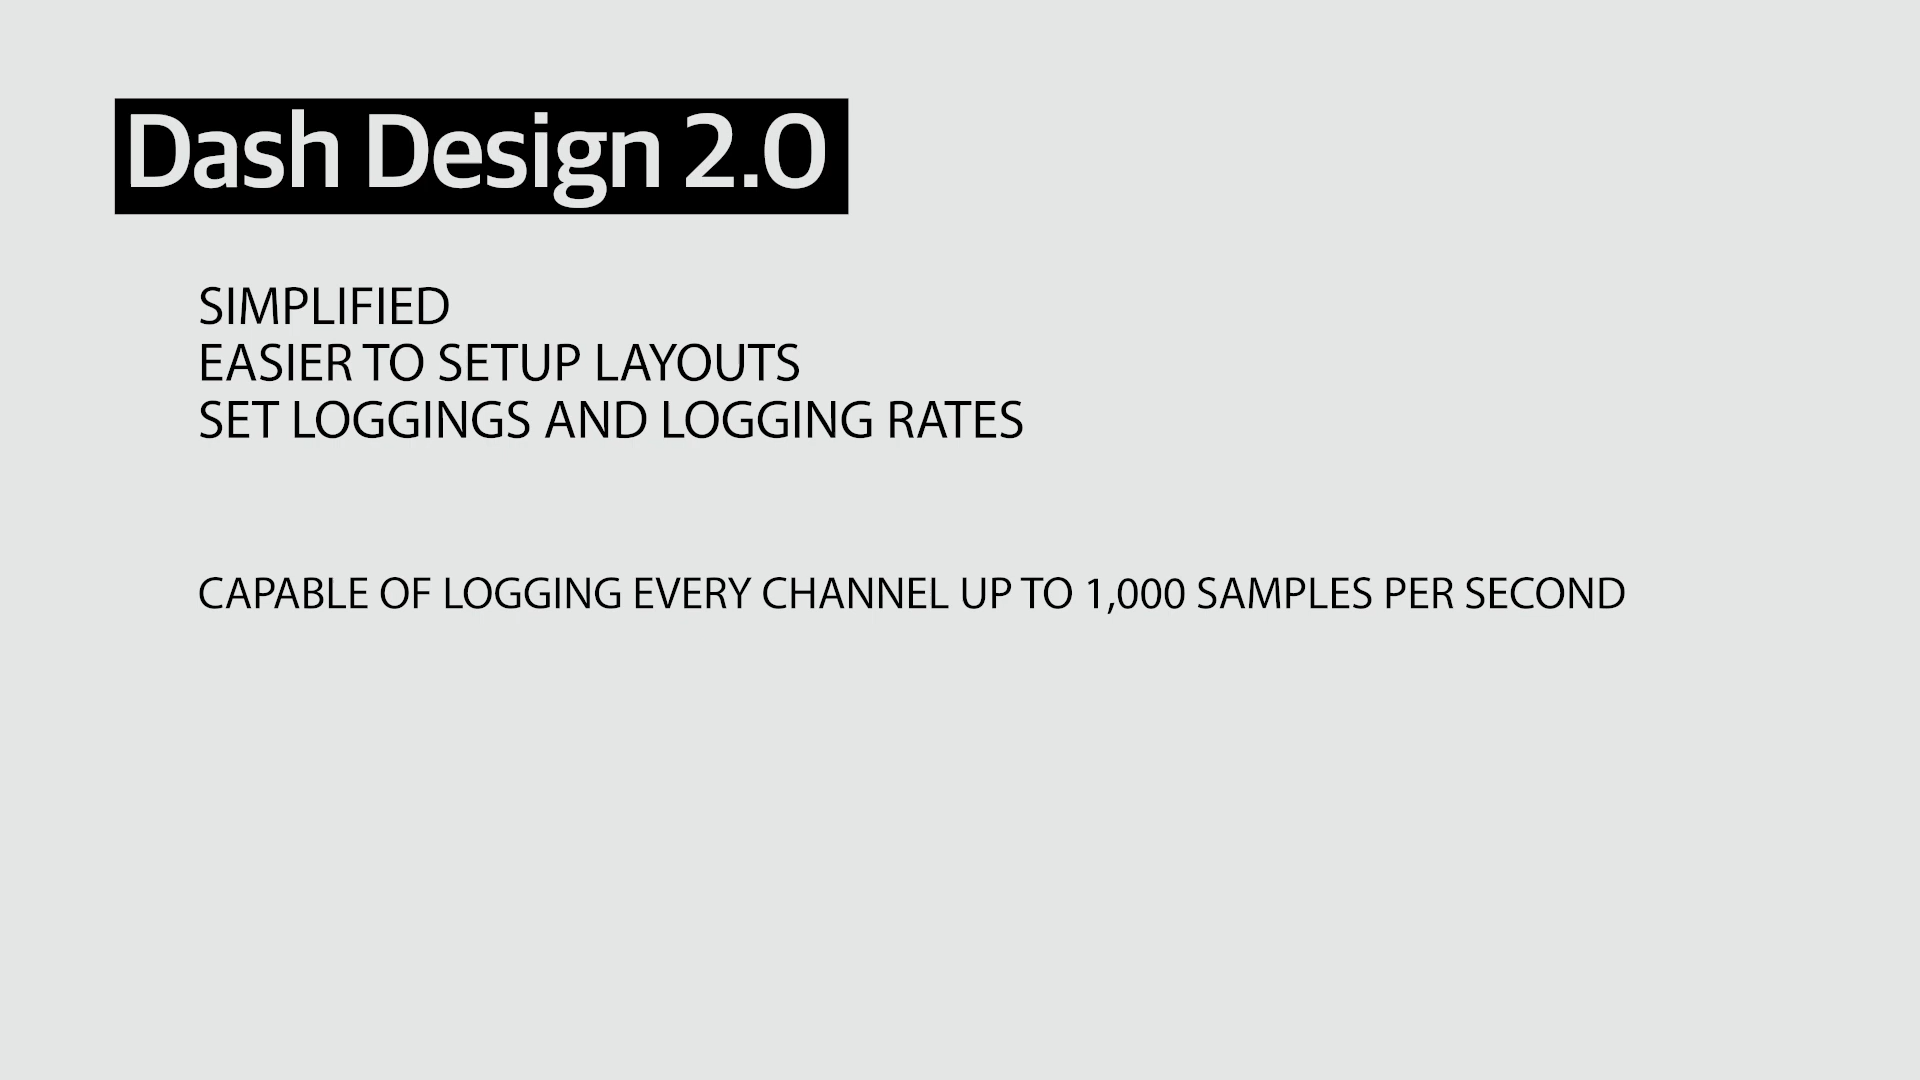 Dash Design 2.0
SIMPLIFIED
EASIER TO SETUP LAYOUTS
SET LOGGINGS AND LOGGING RATES
CAPABLE OF LOGGING EVERY CHANNEL UP TO 1,000 SAMPLES PER SECOND